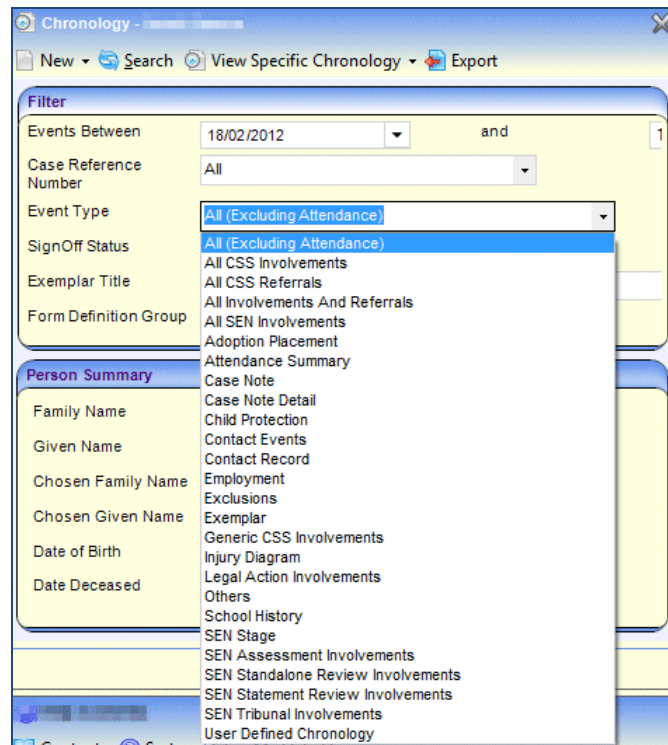 Chronology -
New Search View Specific Chronology Export
Filter
Events Between 18/02/2012 and 1
Case Reference Number All
Event Type All (Excluding Attendance)
SignOff Status
Exemplar Title
Form Definition Group
All (Excluding Attendance)
All CSS Involvements
All CSS Referrals
All Involvements And Referrals
All SEN Involvements
Adoption Placement
Attendance Summary
Case Note
Case Note Detail
Child Protection
Contact Events
Contact Record
Employment
Exclusions
Exemplar
Generic CSS Involvements
Injury Diagram
Legal Action Involvements
Others
School History
SEN Stage
SEN Assessment Involvements
SEN Standalone Review Involvements
SEN Statement Review Involvements
SEN Tribunal Involvements
User Defined Chronology
Person Summary
Family Name
Given Name
Chosen Family Name
Chosen Given Name
Date of Birth
Date Deceased